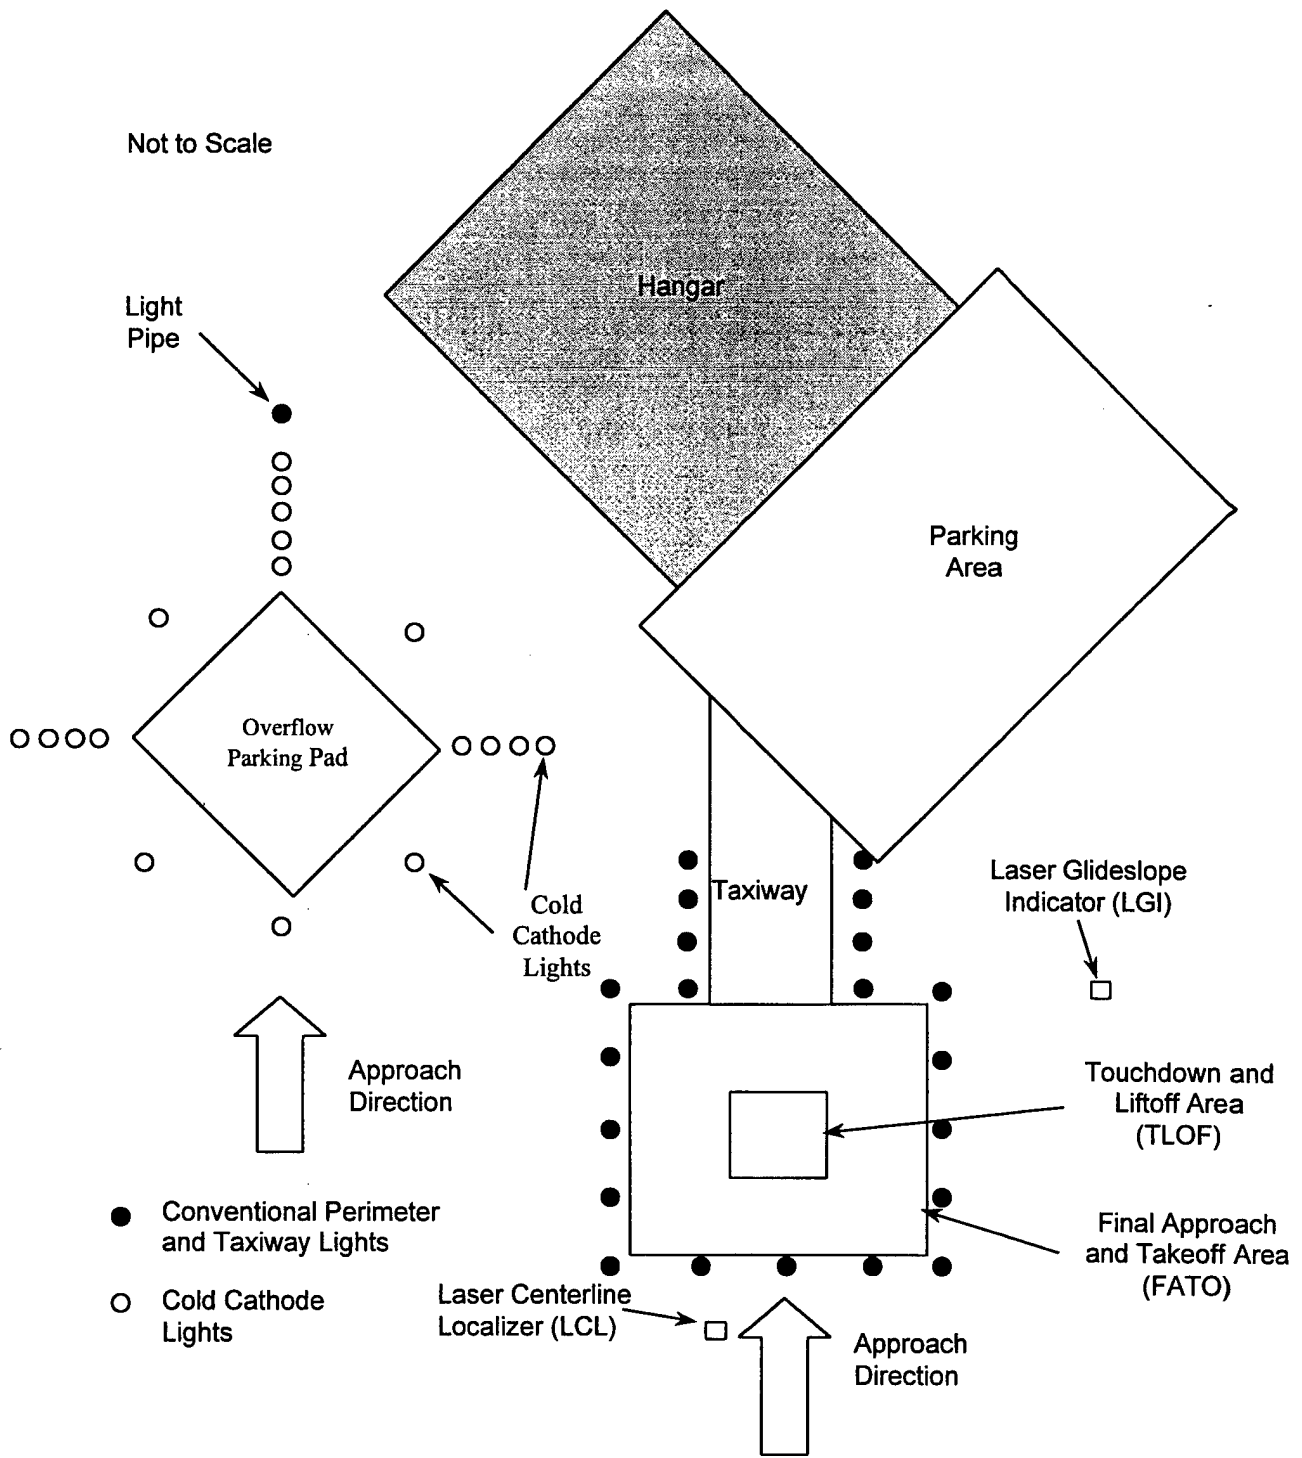 Not to Scale
Hangar
Light
Pipe
Parking
Area
Overflow
Parking Pad
Cold
Cathode
Lights
Taxiway
Laser Glideslope
Indicator (LGI)
Approach
Direction
Touchdown and
Liftoff Area
(TLOF)
Conventional Perimeter
and Taxiway Lights
Final Approach
and Takeoff Area
(FATO)
Cold Cathode
Lights
Laser Centerline
Localizer (LCL)
Approach
Direction